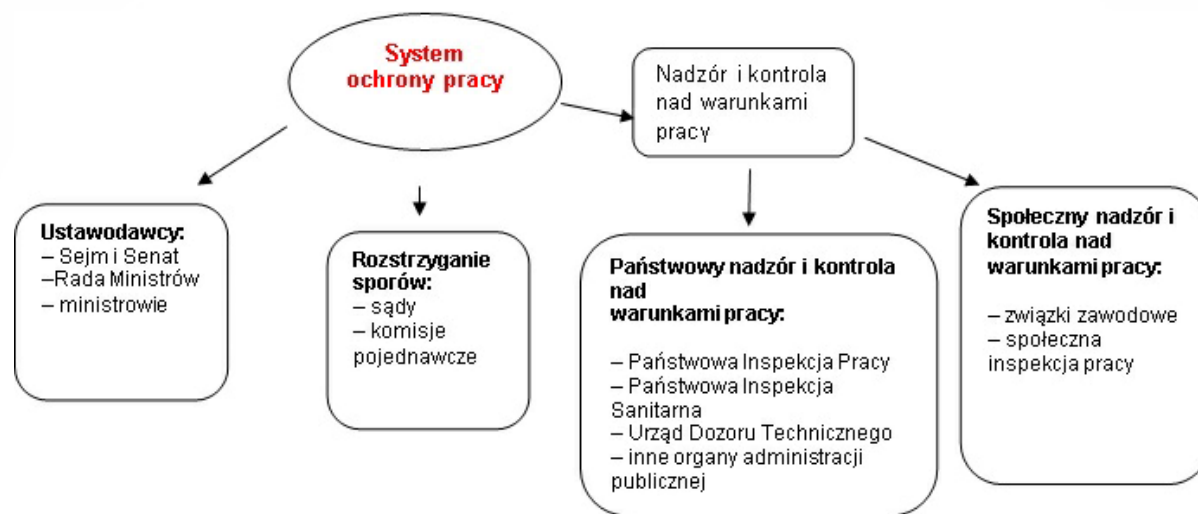 System
ochrony pracy
Nadzór i kontrola
nad warunkami
pracy
Ustawodawcy:
– Sejm i Senat
–Rada Ministrów
– ministrowie
Rozstrzyganie
sporów:
– sądy
– komisje
pojednawcze
Państwowy nadzór i kontrola
nad
warunkami pracy:
– Państwowa Inspekcja Pracy
– Państwowa Inspekcja
Sanitarna
– Urząd Dozoru Technicznego
– inne organy administracji
publicznej
Społeczny nadzór i
kontrola nad
warunkami pracy:
– związki zawodowe
– społeczna
inspekcja pracy